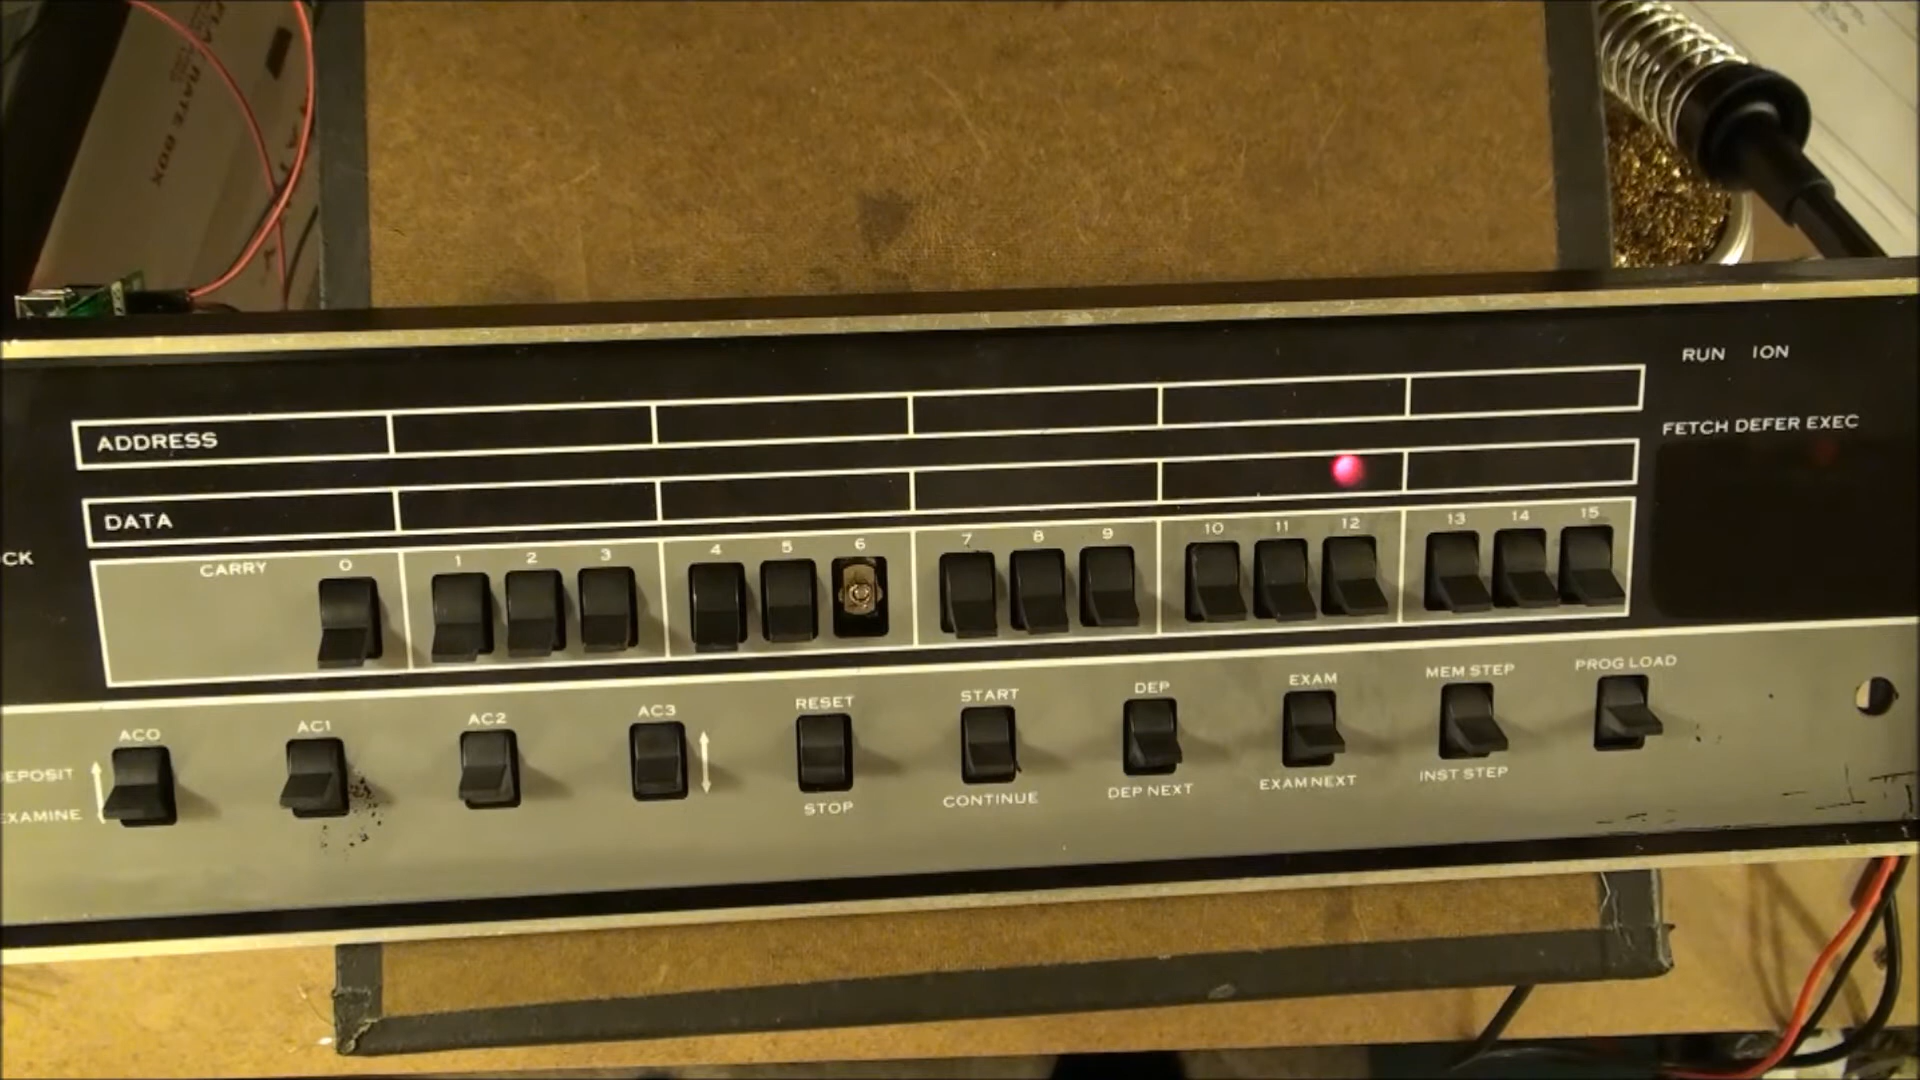 RUN ION
ADDRESS
FETCH DEFER EXEC
DATA
CK
CARRY 0 1 2 3 4 5 6 7 8 9 10 11 12 13 14 15
AC0 AC1 AC2 AC3 RESET START DEP EXAM MEM STEP PROG LOAD
EPOSIT
EXAMINE STOP CONTINUE DEP NEXT EXAM NEXT INST STEP